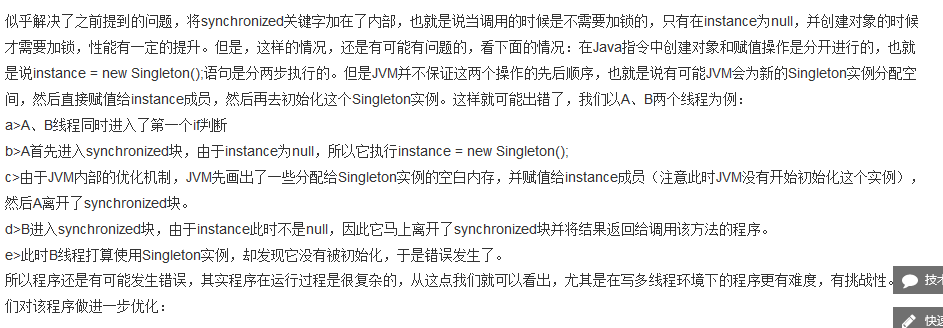 似乎解决了之前提到的问题，将synchronized关键字加在了内部，也就是说当调用的时候是不需要加锁的，只有在instance为null，并创建对象的时候
才需要加锁，性能有一定的提升。但是，这样的情况，还是有可能有问题的，看下面的情况：在Java指令中创建对象和赋值操作是分开进行的，也就
是说instance = new Singleton();语句是分两步执行的。但是JVM并不保证这两个操作的先后顺序，也就是说有可能JVM会为新的Singleton实例分配空
间，然后直接赋值给instance成员，然后再去初始化这个Singleton实例。这样就可能出错了，我们以A、B两个线程为例：
a>A、B线程同时进入了第一个if判断
b>A首先进入synchronized块，由于instance为null，所以它执行instance = new Singleton();
c>由于JVM内部的优化机制，JVM先画出了一些分配给Singleton实例的空白内存，并赋值给instance成员（注意此时JVM没有开始初始化这个实例），
然后A离开了synchronized块。
d>B进入synchronized块，由于instance此时不是null，因此它马上离开了synchronized块并将结果返回给调用该方法的程序。
e>此时B线程打算使用Singleton实例，却发现它没有被初始化，于是错误发生了。
所以程序还是有可能发生错误，其实程序在运行过程是很复杂的，从这点我们就可以看出，尤其是在写多线程环境下的程序更有难度，有挑战性。
们对该程序做进一步优化：
技术
快速